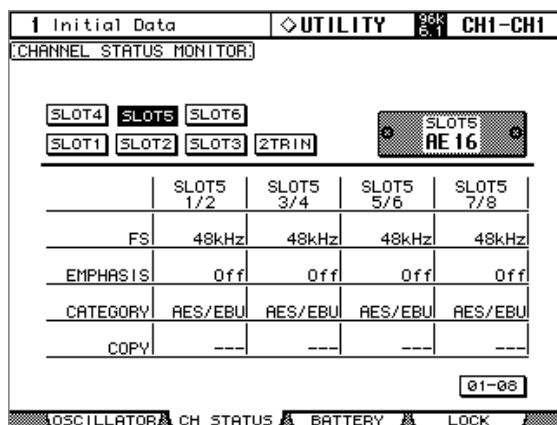 1 Initial Data ◇UTILITY 96k 6.1 CH1-CH1
CHANNEL STATUS MONITOR
SLOT4 SLOT5 SLOT6
SLOT1 SLOT2 SLOT3 2TRIN
SLOT5
AE16
SLOT5 1/2 SLOT5 3/4 SLOT5 5/6 SLOT5 7/8
FS 48kHz 48kHz 48kHz 48kHz
EMPHASIS Off Off Off Off
CATEGORY AES/EBU AES/EBU AES/EBU AES/EBU
COPY --- --- --- ---
01-08
OSCILLATOR CH STATUS BATTERY LOCK